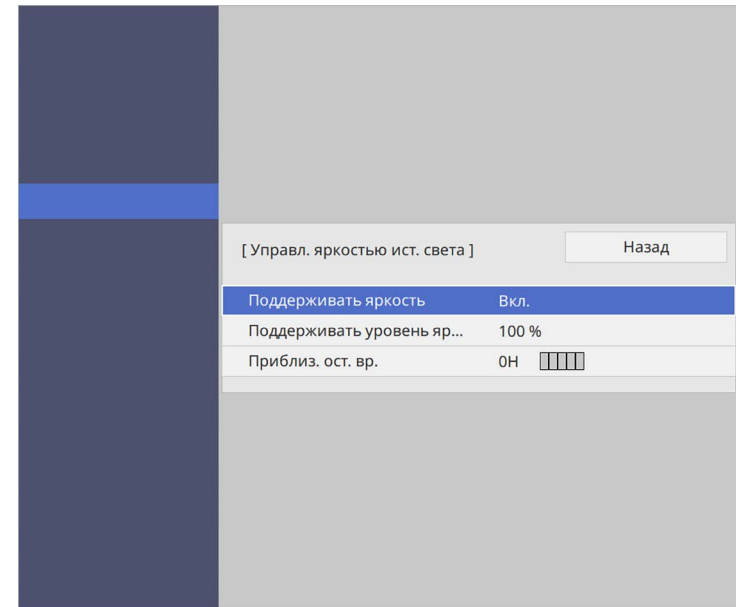 [ Управл. яркостью ист. света ] Назад
Поддерживать яркость Вкл.
Поддерживать уровень яр... 100 %
Приблиз. ост. вр. 0H